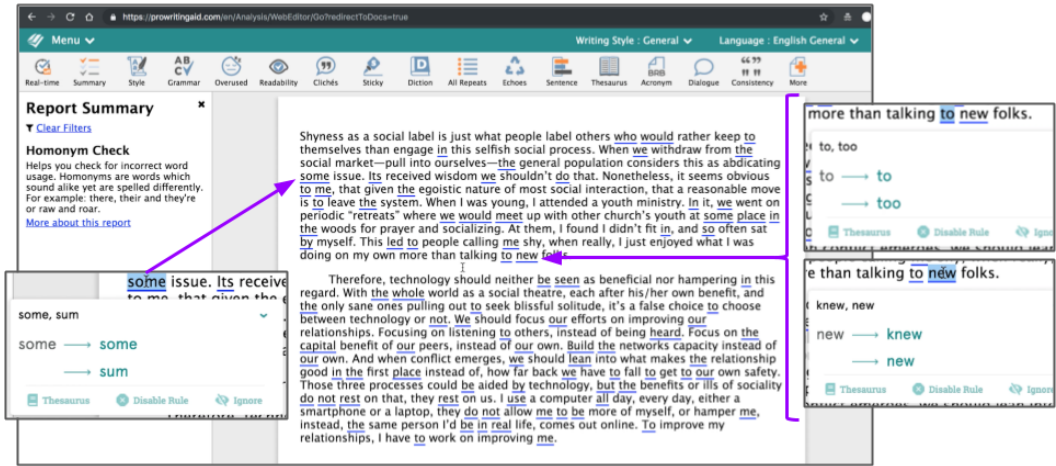 https://prowritingaid.com/en/Analysis/WebEditor/Go?redirectToDocs=true
Menu
Writing Style : General
Language : English General
Real-time
Summary
Style
Grammar
Overused
Readability
Clichés
Sticky
Diction
All Repeats
Echoes
Sentence
Thesaurus
Acronym
Dialogue
Consistency
More
Report Summary
Clear Filters
Homonym Check
Helps you check for incorrect word
usage. Homonyms are words which
sound alike yet are spelled differently.
For example: there, their and they're
or raw and roar.
More about this report
Shyness as a social label is just what people label others who would rather keep to
themselves than engage in this selfish social process. When we withdraw from the
social market—pull into ourselves—the general population considers this as abdicating
some issue. Its received wisdom we shouldn't do that. Nonetheless, it seems obvious
to me, that given the egoistic nature of most social interaction, that a reasonable move
is to leave the system. When I was young, I attended a youth ministry. In it, we went on
periodic "retreats" where we would meet up with other church's youth at some place in
the woods for prayer and socializing. At them, I found I didn't fit in, and so often sat
by myself. This led to people calling me shy, when really, I just enjoyed what I was
doing on my own more than talking to new folks.
Therefore, technology should neither be seen as beneficial nor hampering in this
regard. With the whole world as a social theatre, each after his/her own benefit, and
the only sane ones pulling out to seek blissful solitude, it's a false choice to choose
between technology or not. We should focus our efforts on improving our
relationships. Focusing on listening to others, instead of being heard. Focus on the
capital benefit of our peers, instead of our own. Build the networks capacity instead of
our own. And when conflict emerges, we should lean into what makes the relationship
good in the first place instead of, how far back we have to fall to get to our own safety.
Those three processes could be aided by technology, but the benefits or ills of sociality
do not rest on that, they rest on us. I use a computer all day, every day, either a
smartphone or a laptop, they do not allow me to be more of myself, or hamper me,
instead, the same person I'd be in real life, comes out online. To improve my
relationships, I have to work on improving me.
some issue. Its receive
to me, that given the e
some, sum
some → some
→ sum
Thesaurus
Disable Rule
Ignore
more than talking to new folks.
to, too
to → to
→ too
Thesaurus
Disable Rule
Igno
re than talking to new folks.
knew, new
new → knew
→ new
Thesaurus
Disable Rule
Ignore